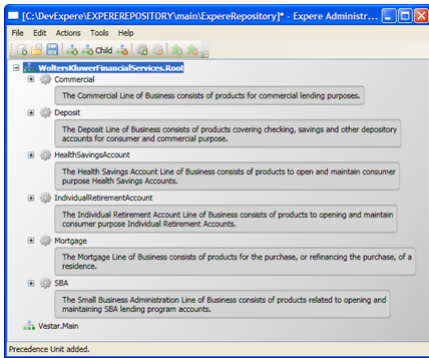 [C:\DevExpere\EXPEREREPOSITORY\main\ExpereRepository]* - Expere Administr...
File Edit Actions Tools Help
Child
WoltersKluwerFinancialServices.Root
Commercial
The Commercial Line of Business consists of products for commercial lending purposes.
Deposit
The Deposit Line of Business consists of products covering checking, savings and other depository
accounts for consumer and commercial purpose.
HealthSavingsAccount
The Health Savings Account Line of Business consists of products to open and maintain consumer
purpose Health Savings Accounts.
IndividualRetirementAccount
The Individual Retirement Account Line of Business consists of products to opening and maintain
consumer purpose Individual Retirement Accounts.
Mortgage
The Mortgage Line of Business consists of products for the purchase, or refinancing the purchase, of a
residence.
SBA
The Small Business Administration Line of Business consists of products related to opening and
maintaining SBA lending program accounts.
Vestar.Main
Precedence Unit added.